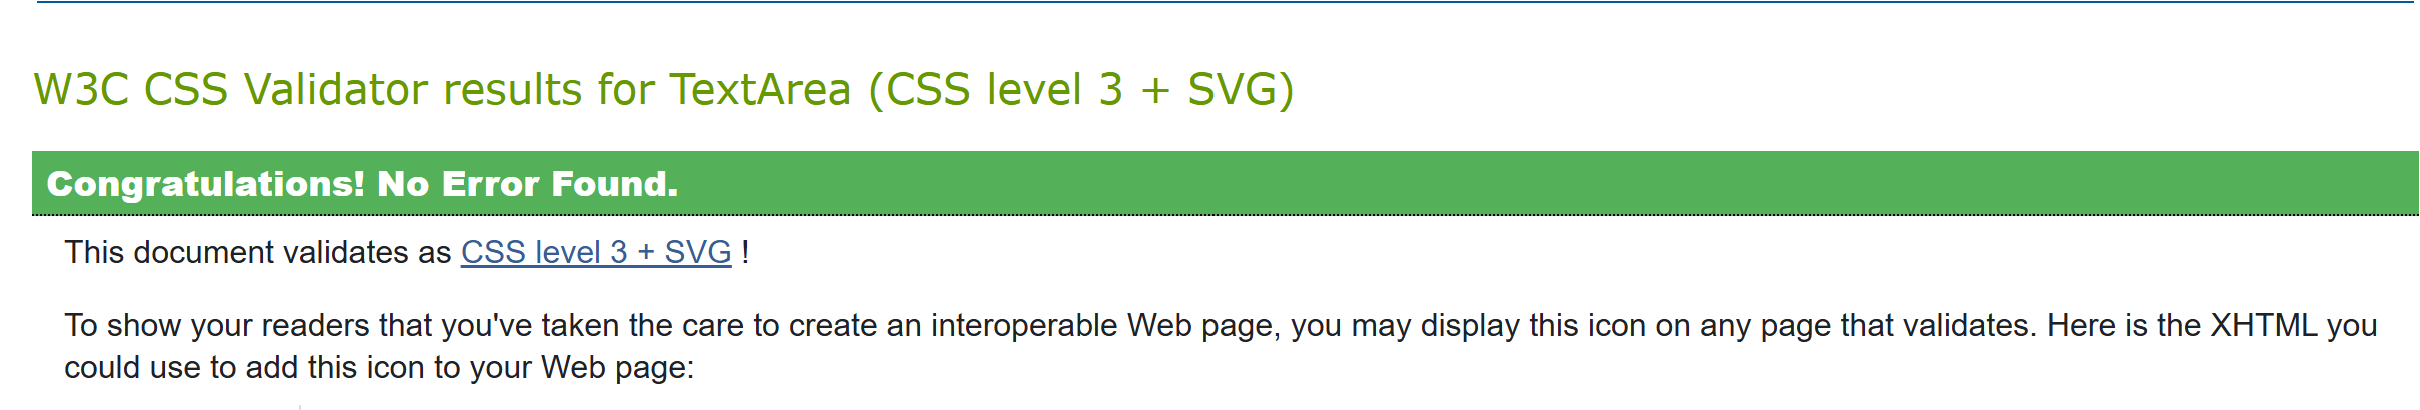 W3C CSS Validator results for TextArea (CSS level 3 + SVG)
Congratulations! No Error Found.
This document validates as CSS level 3 + SVG !
To show your readers that you've taken the care to create an interoperable Web page, you may display this icon on any page that validates. Here is the XHTML you
could use to add this icon to your Web page: